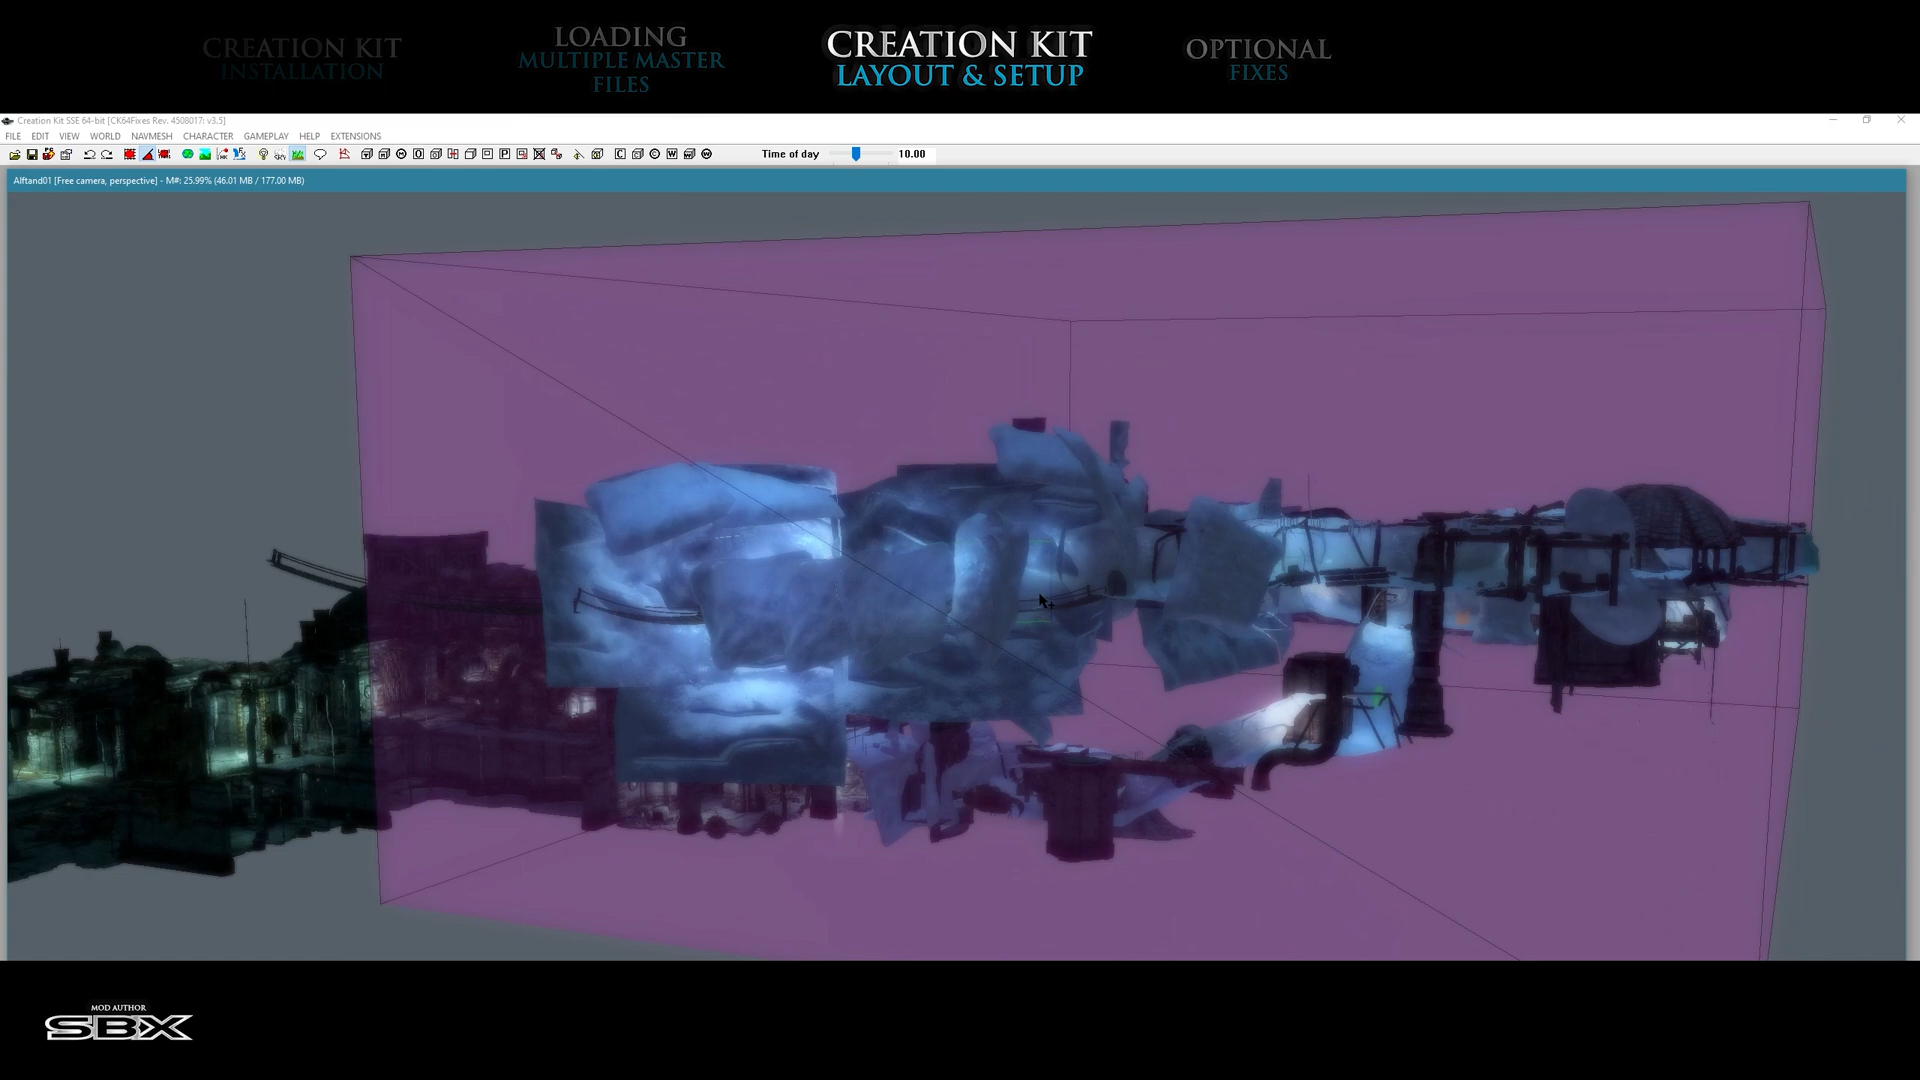 CREATION KIT
INSTALLATION
LOADING
MULTIPLE MASTER
FILES
CREATION KIT
LAYOUT & SETUP
OPTIONAL
FIXES
Creation Kit SSE 64-bit [CK64Fixes Rev. 4508017: v3.5]
FILE EDIT VIEW WORLD NAVMESH CHARACTER GAMEPLAY HELP EXTENSIONS
Time of day 10.00
Alftand01 [Free camera, perspective] - M#: 25.99% (46.01 MB / 177.00 MB)
MOD AUTHOR
SBX